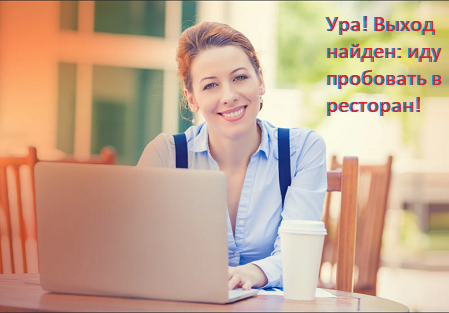 Ура! Выход
найден: иду
пробовать в
ресторан!